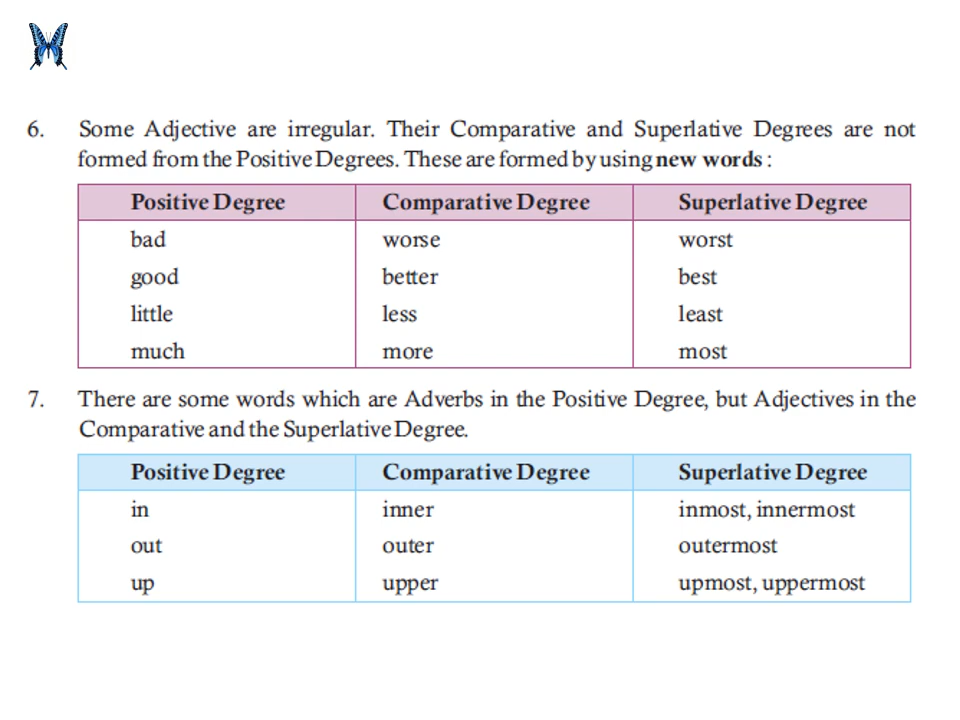 6. Some Adjective are irregular. Their Comparative and Superlative Degrees are not
formed from the Positive Degrees. These are formed by using new words :
Positive Degree Comparative Degree Superlative Degree
bad worse worst
good better best
little less least
much more most
7. There are some words which are Adverbs in the Positive Degree, but Adjectives in the
Comparative and the Superlative Degree.
Positive Degree Comparative Degree Superlative Degree
in inner inmost, innermost
out outer outermost
up upper upmost, uppermost